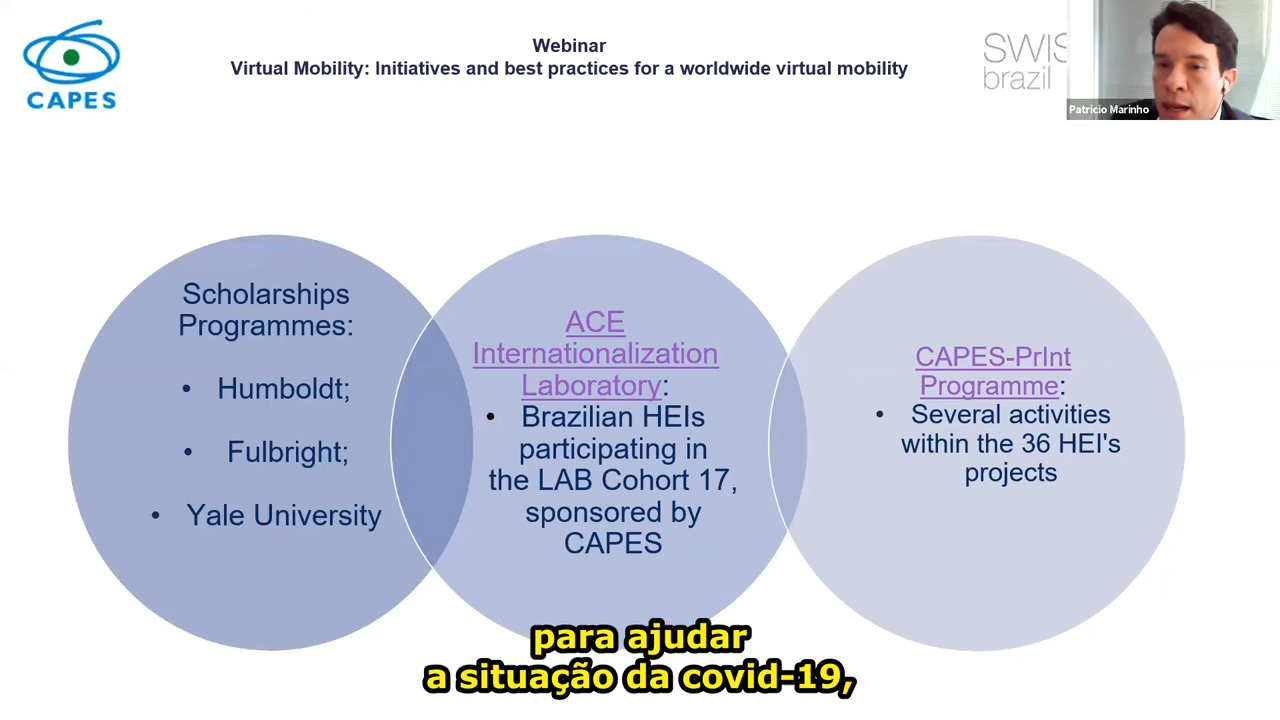 CAPES
Webinar
Virtual Mobility: Initiatives and best practices for a worldwide virtual mobility
SWIS
brazil
Patricio Marinho
Scholarships
Programmes:
• Humboldt;
• Fulbright;
• Yale University
ACE
Internationalization
Laboratory:
• Brazilian HEIs
participating in
the LAB Cohort 17,
sponsored by
CAPES
CAPES-PrInt
Programme:
• Several activities
within the 36 HEI's
projects
para ajudar
a situação da covid-19,